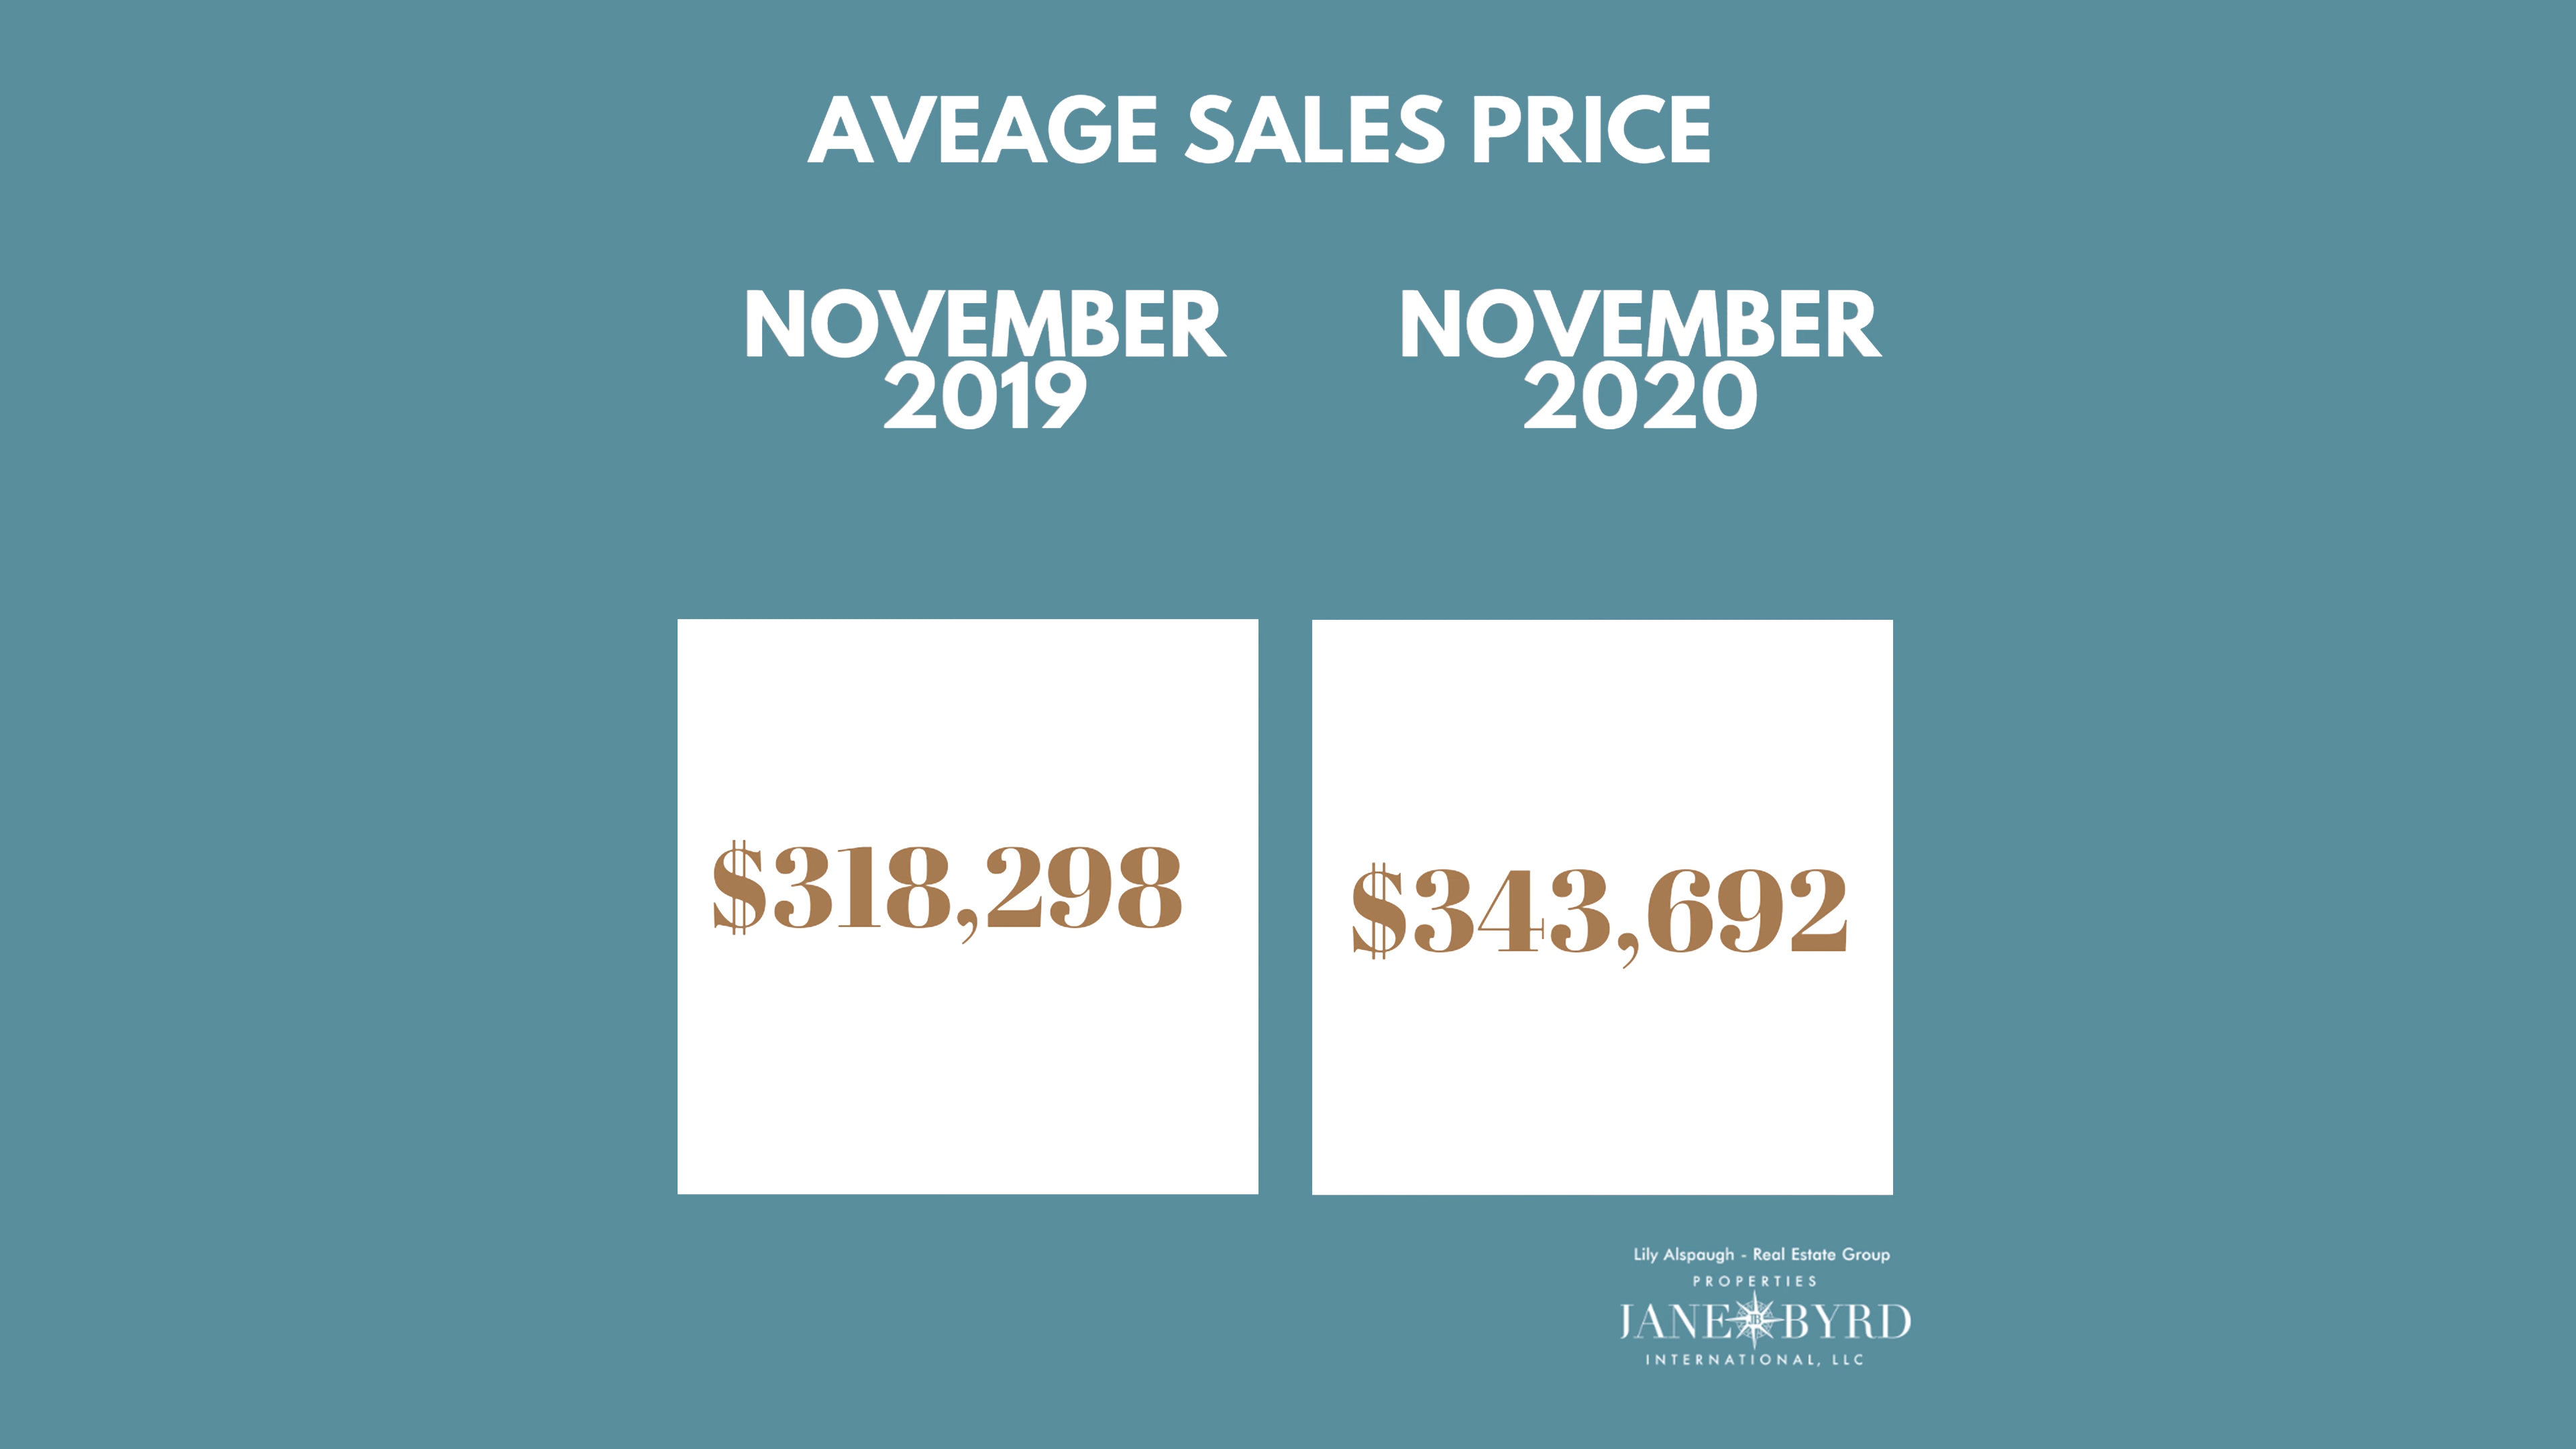 AVEAGE SALES PRICE
NOVEMBER
2019
NOVEMBER
2020
$318,298
$343,692
Lily Alspaugh - Real Estate Group
PROPERTIES
JANE JB BYRD
INTERNATIONAL, LLC